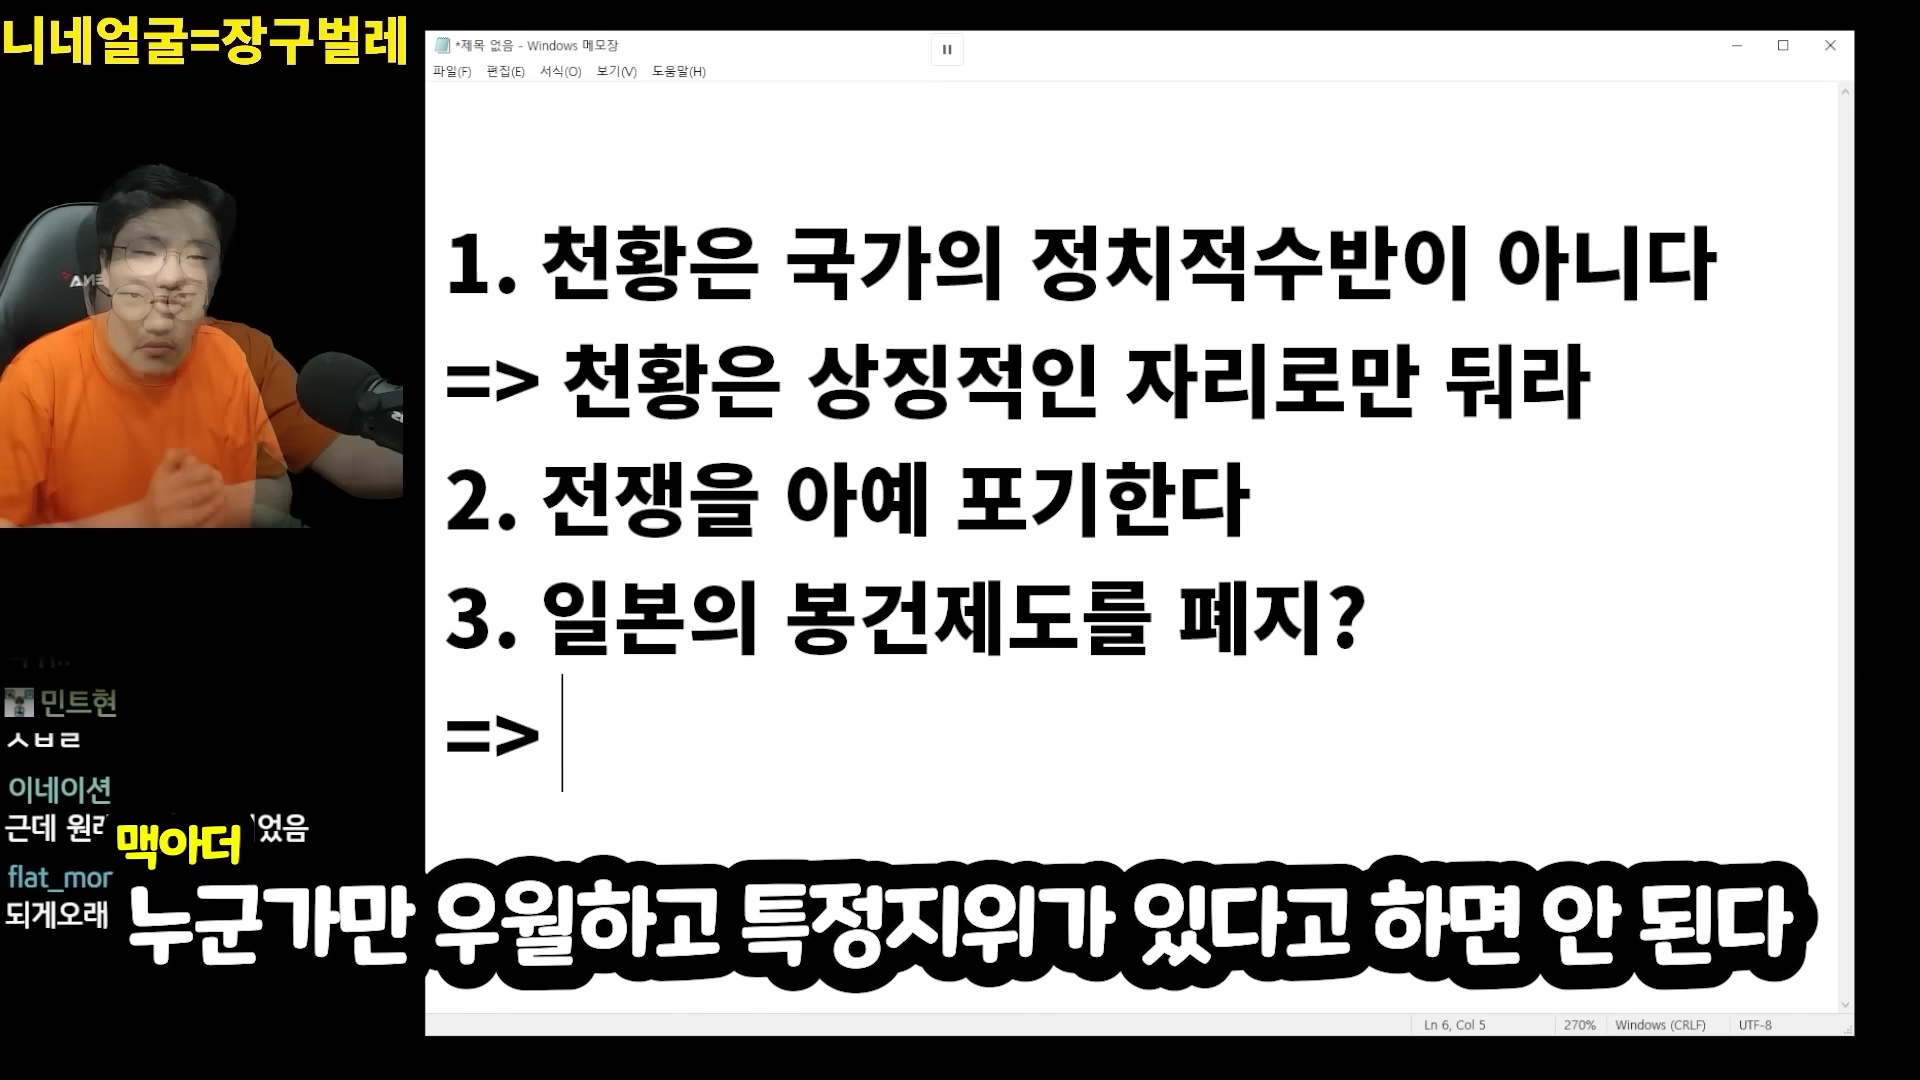 니네얼굴=장구벌레
*제목 없음 - Windows 메모장
파일(F) 편집(E) 서식(O) 보기(V) 도움말(H)
1. 천황은 국가의 정치적수반이 아니다
=> 천황은 상징적인 자리로만 둬라
2. 전쟁을 아예 포기한다
3. 일본의 봉건제도를 폐지?
=>
민트현
ㅅㅂㄹ
이네이션
근데 었음
flat_mor
되게오래
맥아더
누군가만 우월하고 특정지위가 있다고 하면 안 된다
Ln 6, Col 5 270% Windows (CRLF) UTF-8